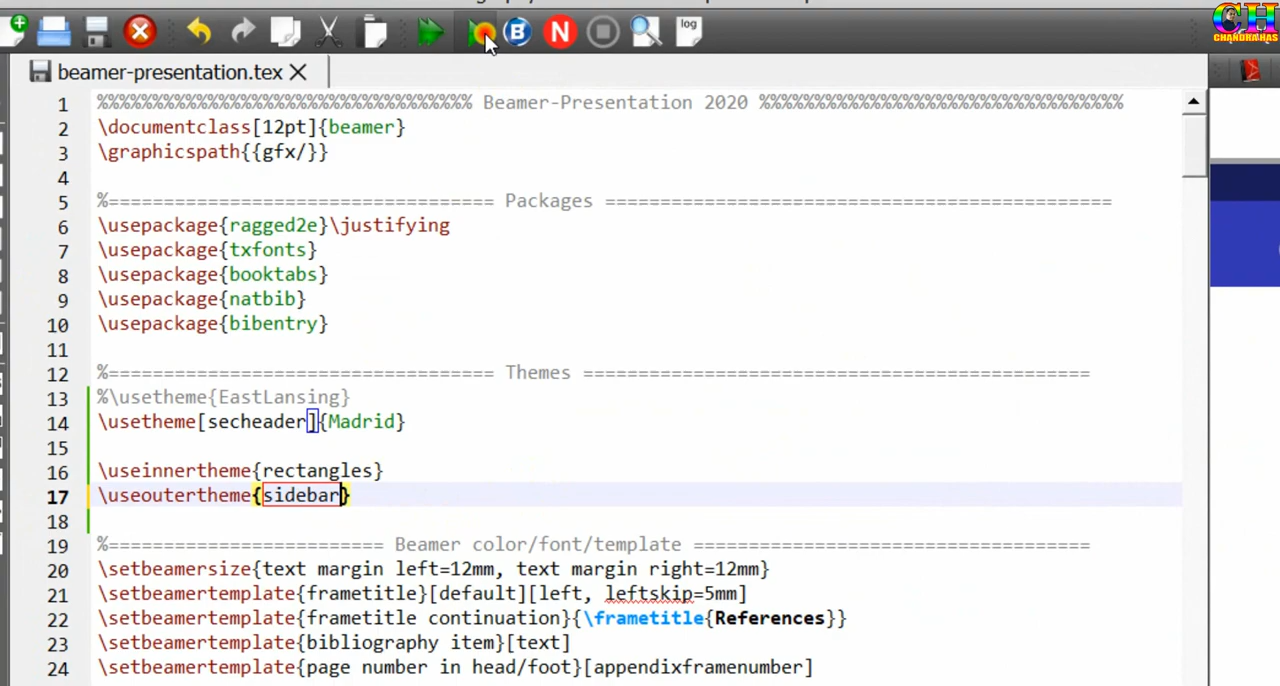 CH
CHANDRA HAS
B
N
log
beamer-presentation.tex
1 %%%%%%%%%%%%%%%%%%%%%%%%%%%%%%%%%% Beamer-Presentation 2020 %%%%%%%%%%%%%%%%%%%%%%%%%%%%%%%%%
2 \documentclass[12pt]{beamer}
3 \graphicspath{{gfx/}}
4
5 %=================================== Packages ==============================================
6 \usepackage{ragged2e}\justifying
7 \usepackage{txfonts}
8 \usepackage{booktabs}
9 \usepackage{natbib}
10 \usepackage{bibentry}
11
12 %=================================== Themes ==============================================
13 %\usetheme{EastLansing}
14 \usetheme[secheader]{Madrid}
15
16 \useinnertheme{rectangles}
17 \useoutertheme{sidebar}
18
19 %========================= Beamer color/font/template ====================================
20 \setbeamersize{text margin left=12mm, text margin right=12mm}
21 \setbeamertemplate{frametitle}[default][left, leftskip=5mm]
22 \setbeamertemplate{frametitle continuation}{\frametitle{References}}
23 \setbeamertemplate{bibliography item}[text]
24 \setbeamertemplate{page number in head/foot}[appendixframenumber]